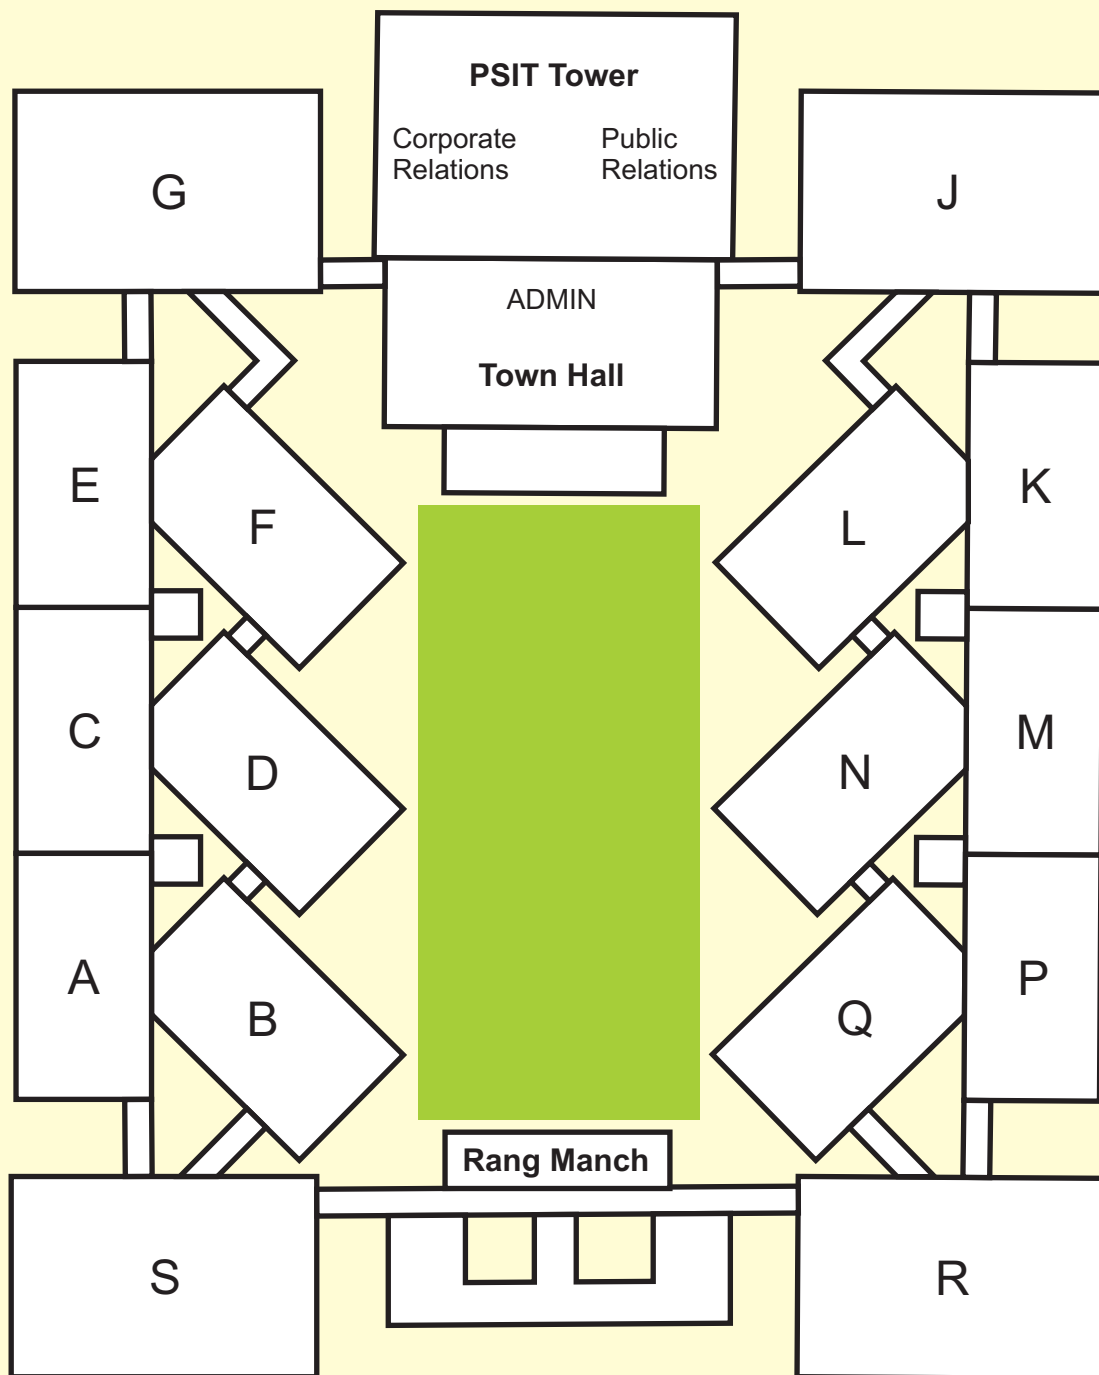 PSIT Tower
Corporate Relations
Public Relations
G
J
ADMIN
Town Hall
E
F
L
K
C
D
N
M
A
B
Q
P
Rang Manch
S
R